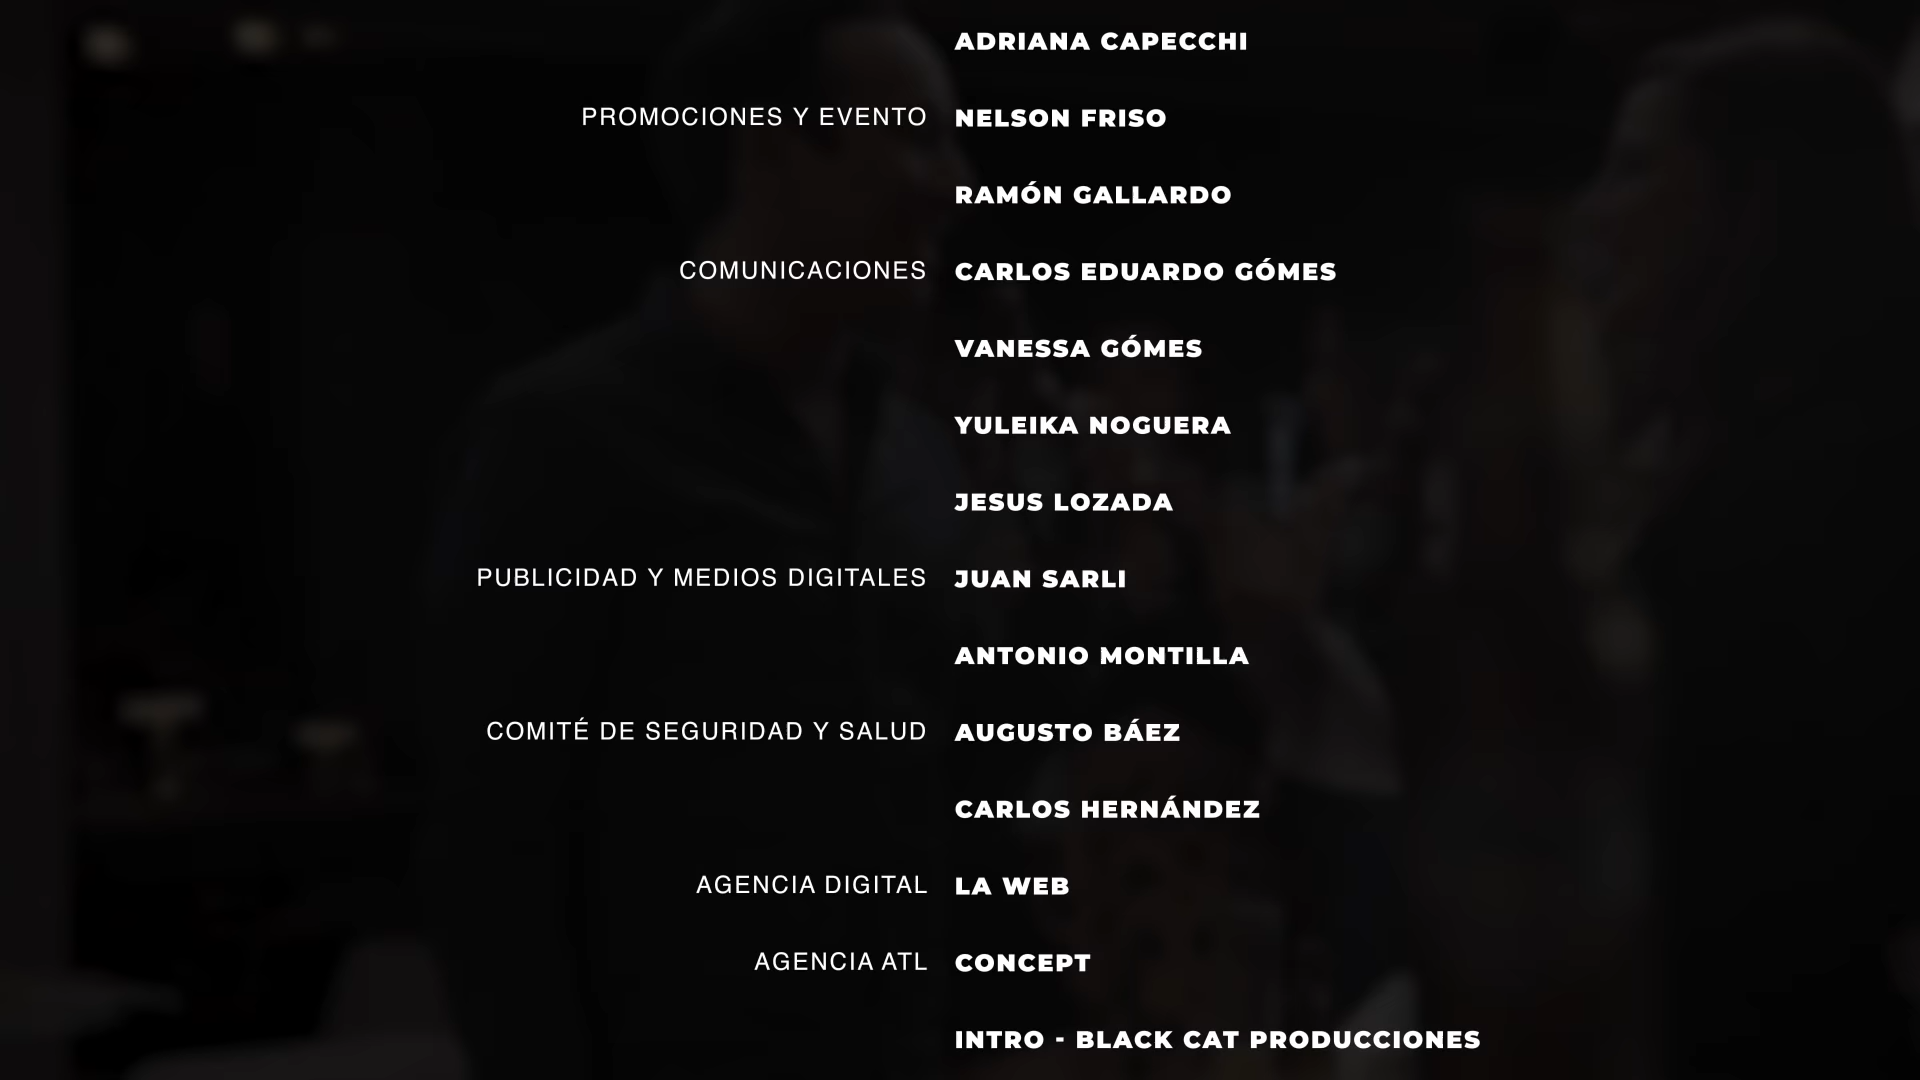 ADRIANA CAPECCHI
PROMOCIONES Y EVENTO NELSON FRISO
RAMÓN GALLARDO
COMUNICACIONES CARLOS EDUARDO GÓMES
VANESSA GÓMES
YULEIKA NOGUERA
JESUS LOZADA
PUBLICIDAD Y MEDIOS DIGITALES JUAN SARLI
ANTONIO MONTILLA
COMITÉ DE SEGURIDAD Y SALUD AUGUSTO BÁEZ
CARLOS HERNÁNDEZ
AGENCIA DIGITAL LA WEB
AGENCIA ATL CONCEPT
INTRO - BLACK CAT PRODUCCIONES